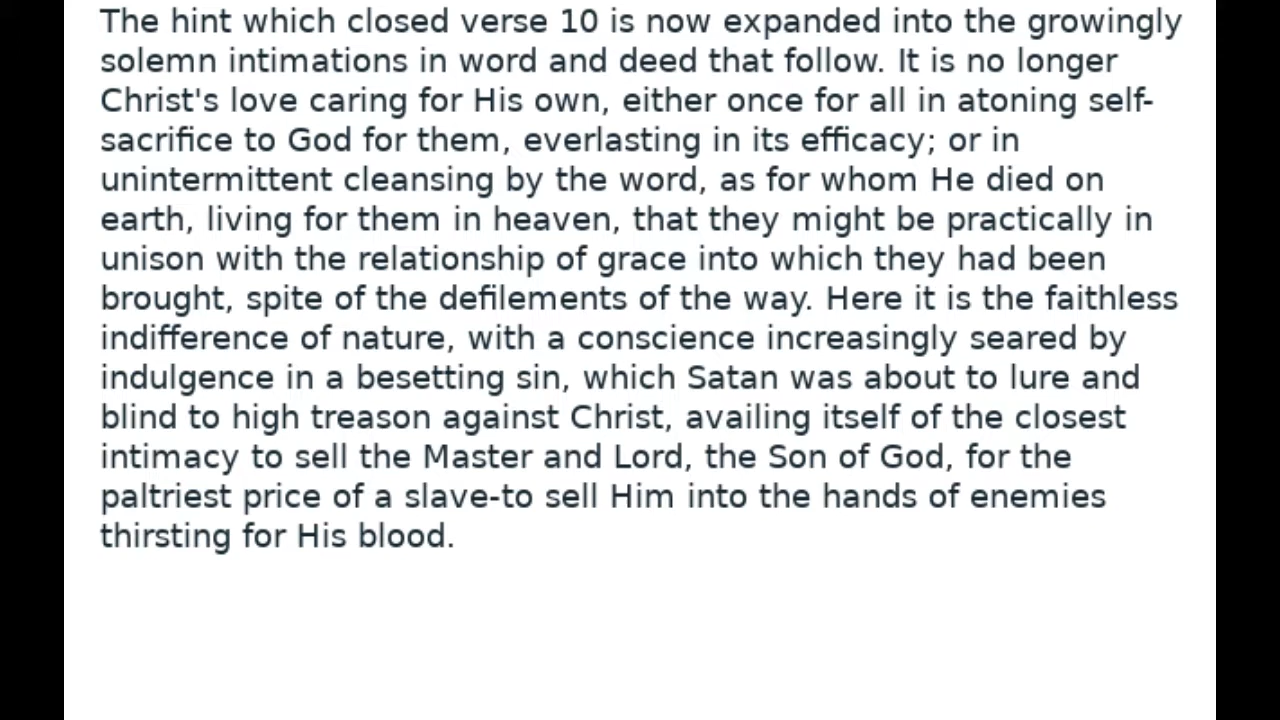 The hint which closed verse 10 is now expanded into the growingly
solemn intimations in word and deed that follow. It is no longer
Christ's love caring for His own, either once for all in atoning self-
sacrifice to God for them, everlasting in its efficacy; or in
unintermittent cleansing by the word, as for whom He died on
earth, living for them in heaven, that they might be practically in
unison with the relationship of grace into which they had been
brought, spite of the defilements of the way. Here it is the faithless
indifference of nature, with a conscience increasingly seared by
indulgence in a besetting sin, which Satan was about to lure and
blind to high treason against Christ, availing itself of the closest
intimacy to sell the Master and Lord, the Son of God, for the
paltriest price of a slave-to sell Him into the hands of enemies
thirsting for His blood.